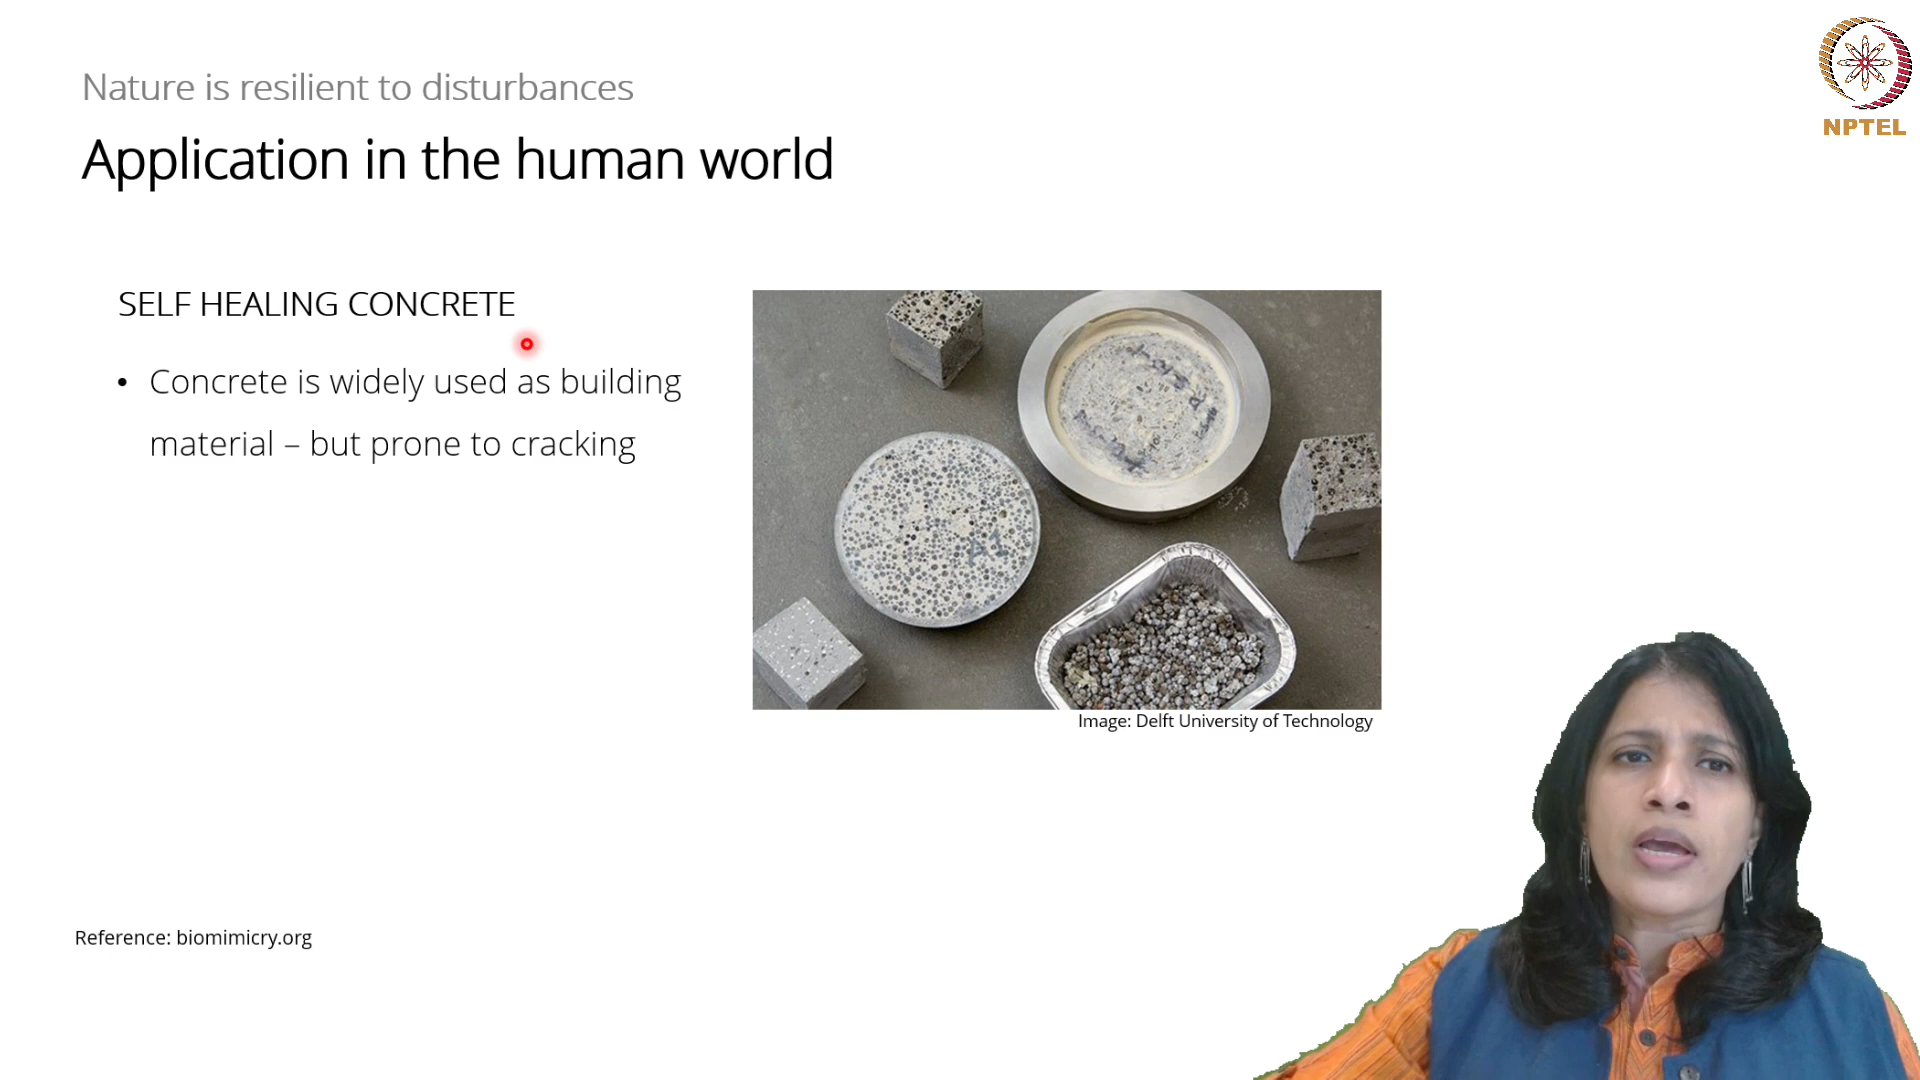 Nature is resilient to disturbances
Application in the human world
NPTEL
SELF HEALING CONCRETE
• Concrete is widely used as building
material – but prone to cracking
A1
Image: Delft University of Technology
Reference: biomimicry.org